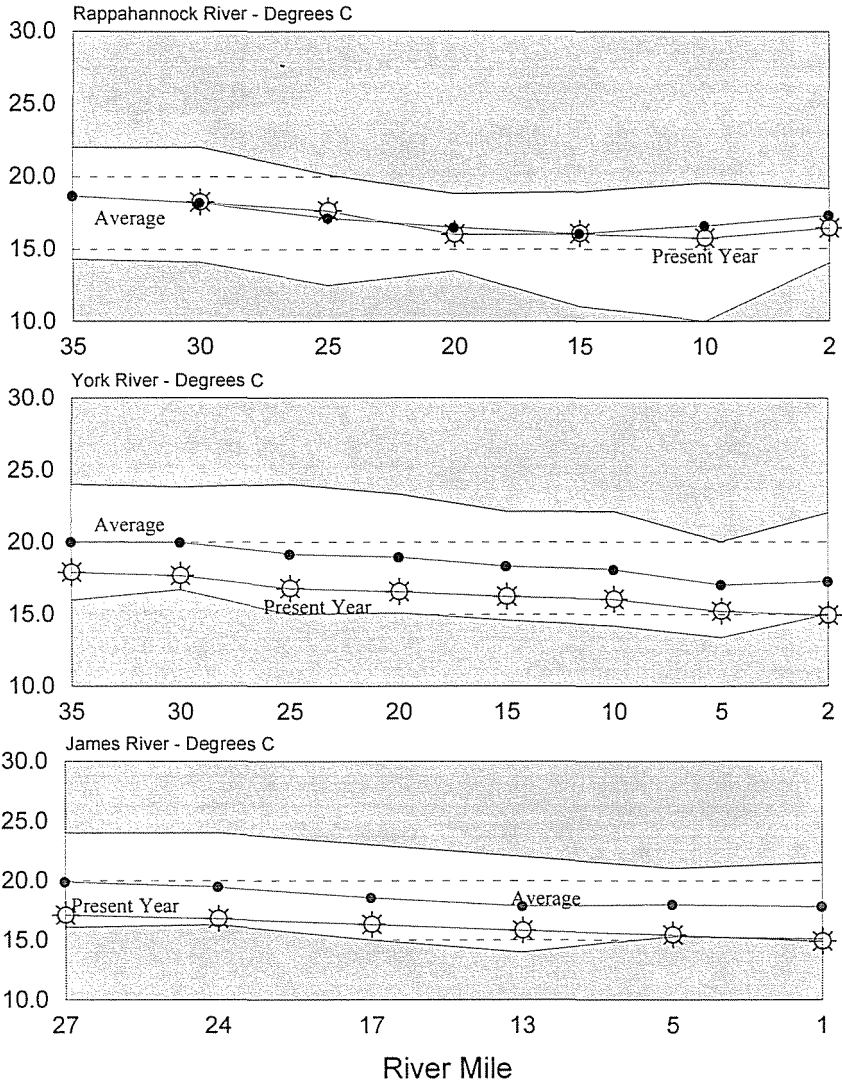 Rappahannock River - Degrees C
30.0
25.0
20.0
Average
15.0
Present Year
10.0
35 30 25 20 15 10 2
York River - Degrees C
30.0
25.0
Average
20.0
Present Year
15.0
10.0
35 30 25 20 15 10 5 2
James River - Degrees C
30.0
25.0
20.0
Present Year Average
15.0
10.0
27 24 17 13 5 1
River Mile